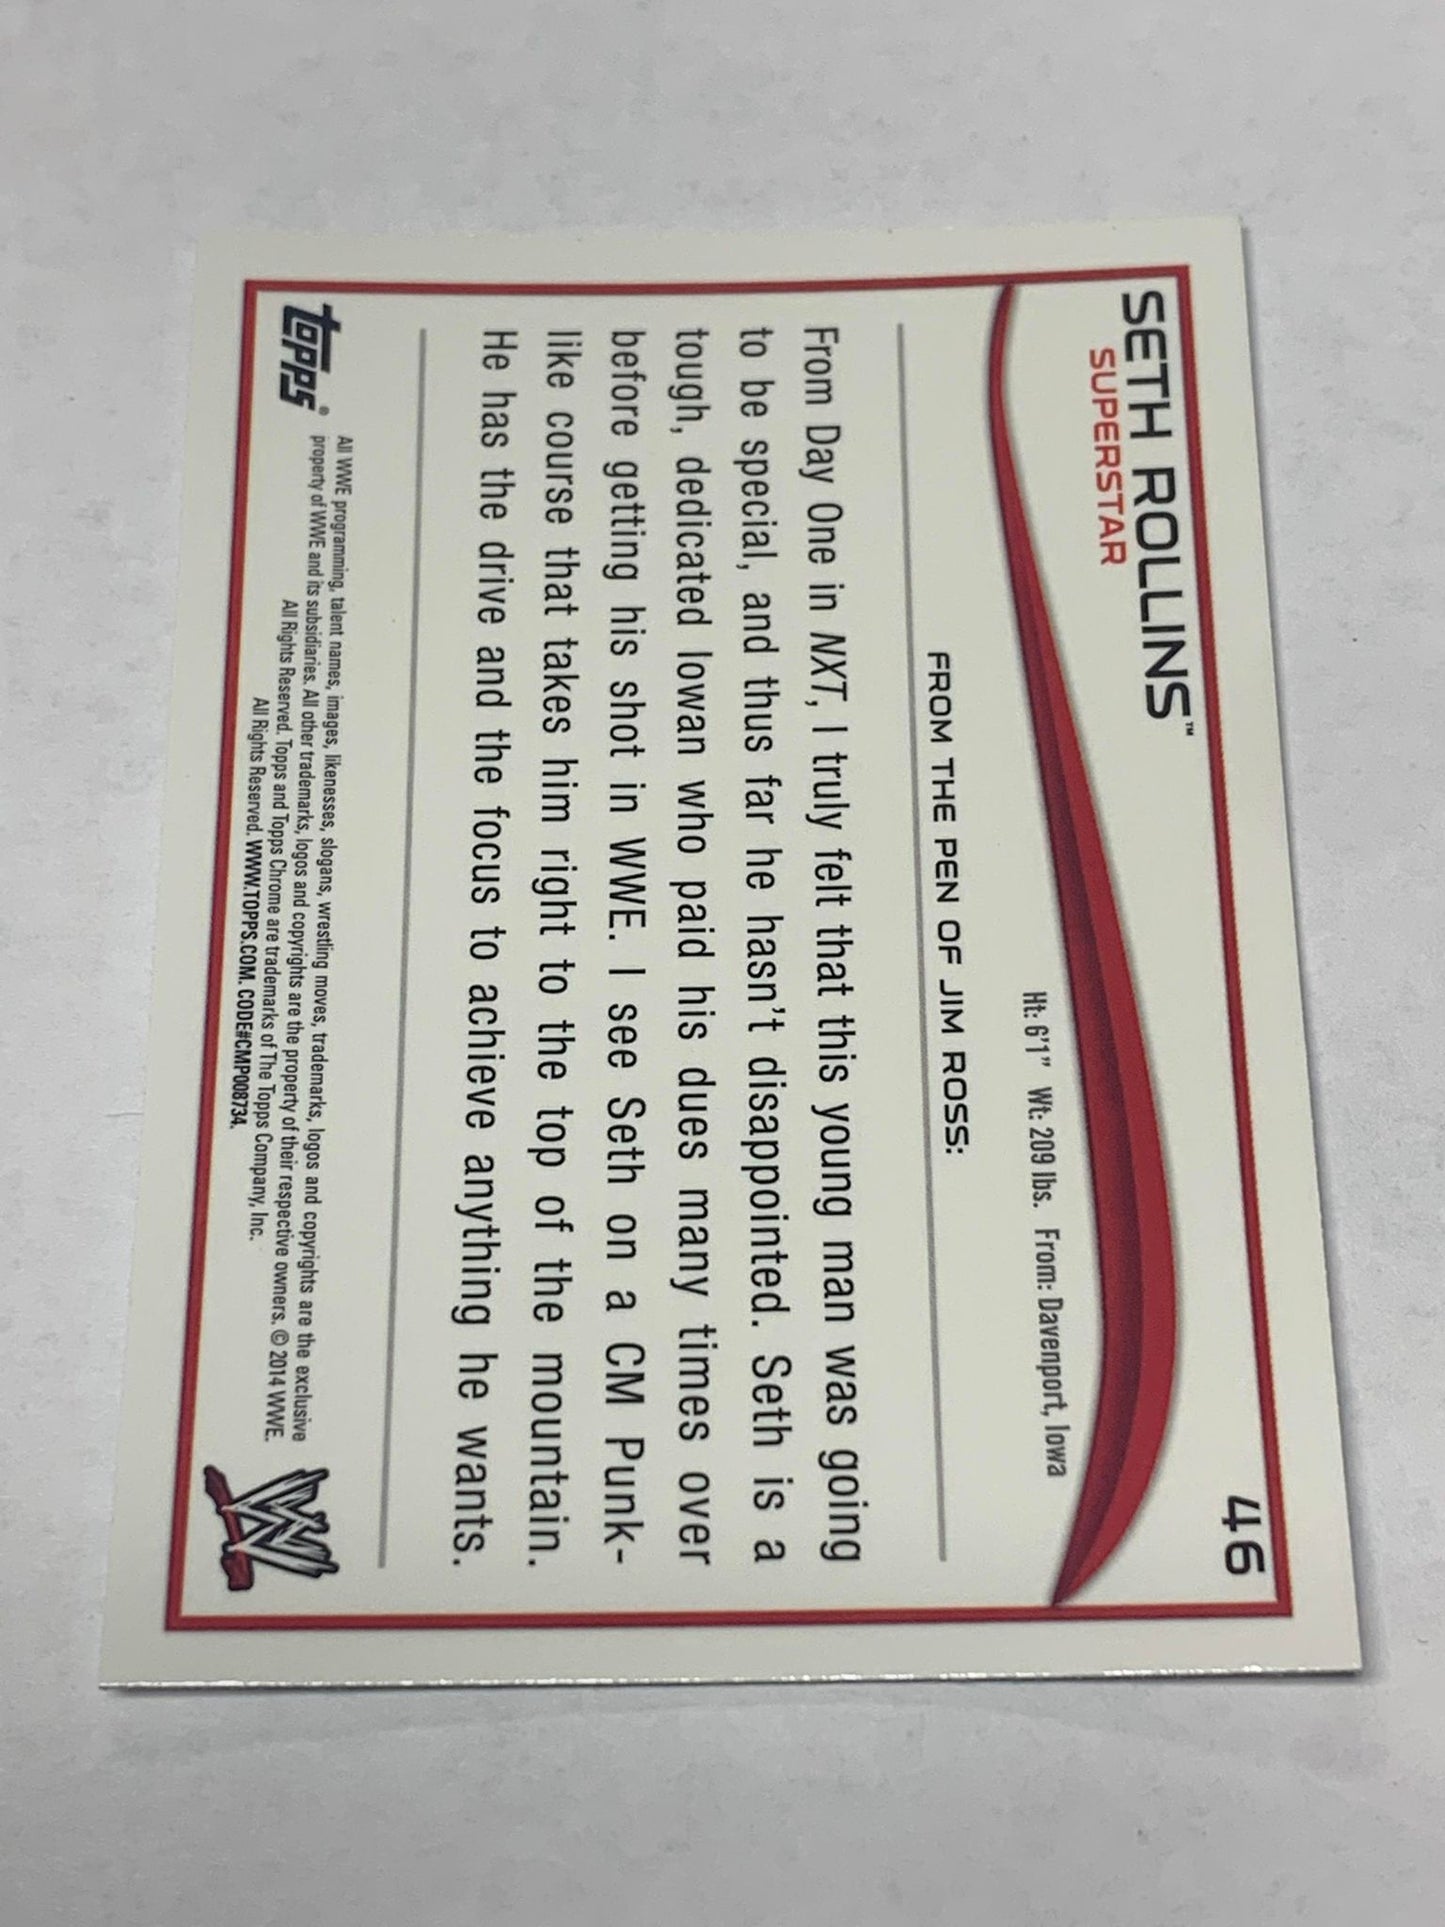 SETH ROLLINS™
46
SUPERSTAR
Ht: 6'1" Wt: 209 lbs. From: Davenport, Iowa
FROM THE PEN OF JIM ROSS:
From Day One in NXT, I truly felt that this young man was going
to be special, and thus far he hasn't disappointed. Seth is a
tough, dedicated Iowan who paid his dues many times over
before getting his shot in WWE. I see Seth on a CM Punk-
like course that takes him right to the top of the mountain.
He has the drive and the focus to achieve anything he wants.
topps®
All WWE programming, talent names, images, likenesses, slogans, wrestling moves, trademarks, logos and copyrights are the exclusive
property of WWE and its subsidiaries. All other trademarks, logos and copyrights are the property of their respective owners. © 2014 WWE.
All Rights Reserved. Topps and Topps Chrome are trademarks of The Topps Company, Inc.
All Rights Reserved. WWW.TOPPS.COM. CODE#CMP008734.
W